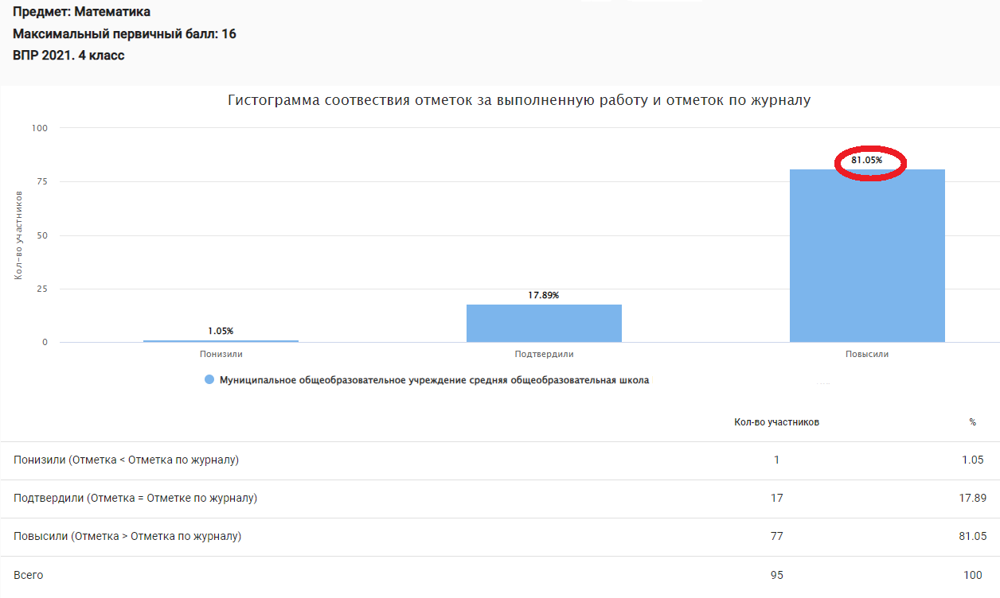 Предмет: Математика
Максимальный первичный балл: 16
ВПР 2021. 4 класс
Гистограмма соотвествия отметок за выполненную работу и отметок по журналу
100
75
50
25
0
Кол-во участников
1.05%
17.89%
81.05%
Понизили
Подтвердили
Повысили
Муниципальное общеобразовательное учреждение средняя общеобразовательная школа
Кол-во участников %
Понизили (Отметка < Отметка по журналу) 1 1.05
Подтвердили (Отметка = Отметке по журналу) 17 17.89
Повысили (Отметка > Отметка по журналу) 77 81.05
Всего 95 100